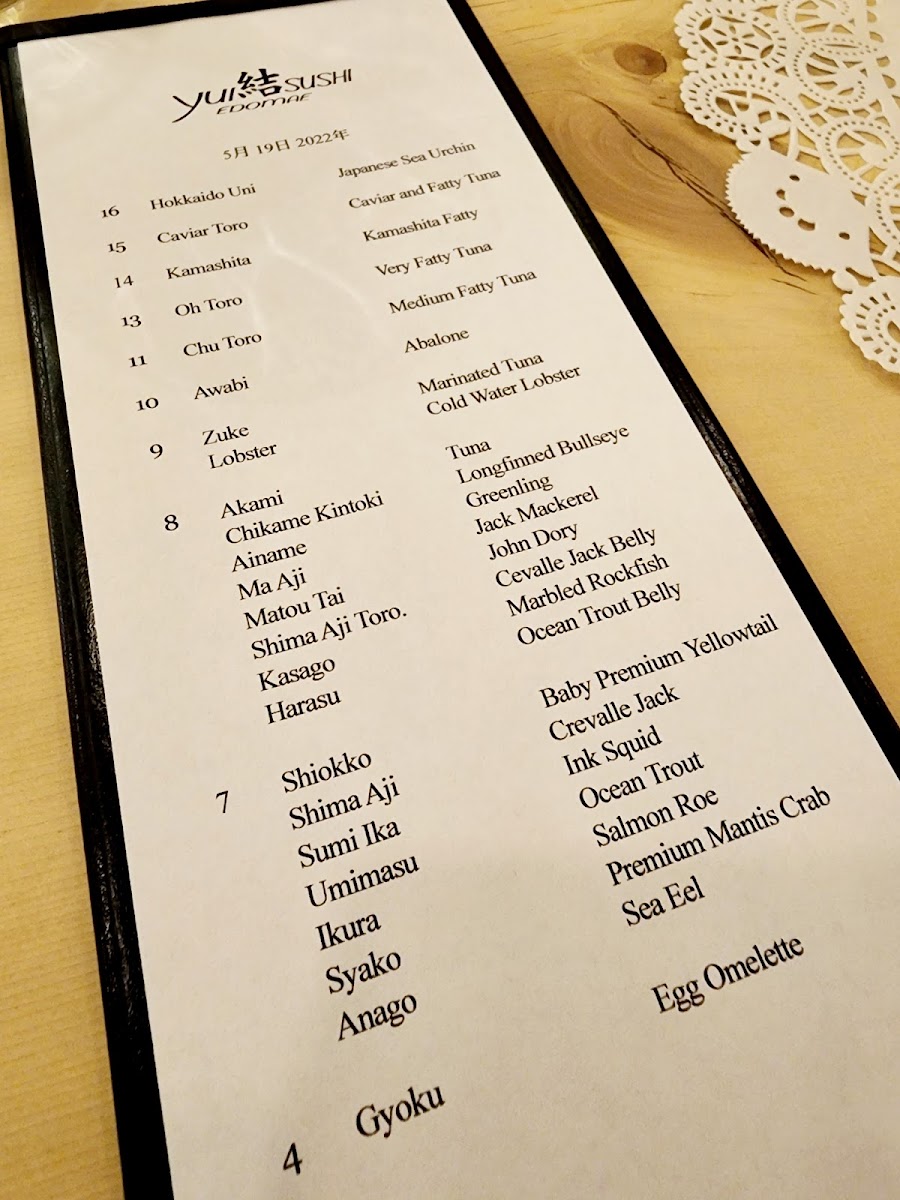 yui結SUSHI
EDOMAE
5月 19日 2022年
16 Hokkaido Uni Japanese Sea Urchin
15 Caviar Toro Caviar and Fatty Tuna
14 Kamashita Kamashita Fatty
13 Oh Toro Very Fatty Tuna
11 Chu Toro Medium Fatty Tuna
10 Awabi Abalone
9 Zuke Marinated Tuna
Lobster Cold Water Lobster
8 Akami Tuna
Chikame Kintoki Longfinned Bullseye
Ainame Greenling
Ma Aji Jack Mackerel
Matou Tai John Dory
Shima Aji Toro. Cevalle Jack Belly
Kasago Marbled Rockfish
Harasu Ocean Trout Belly
7 Shiokko Baby Premium Yellowtail
Shima Aji Crevalle Jack
Sumi Ika Ink Squid
Umimasu Ocean Trout
Ikura Salmon Roe
Syako Premium Mantis Crab
Anago Sea Eel
4 Gyoku Egg Omelette